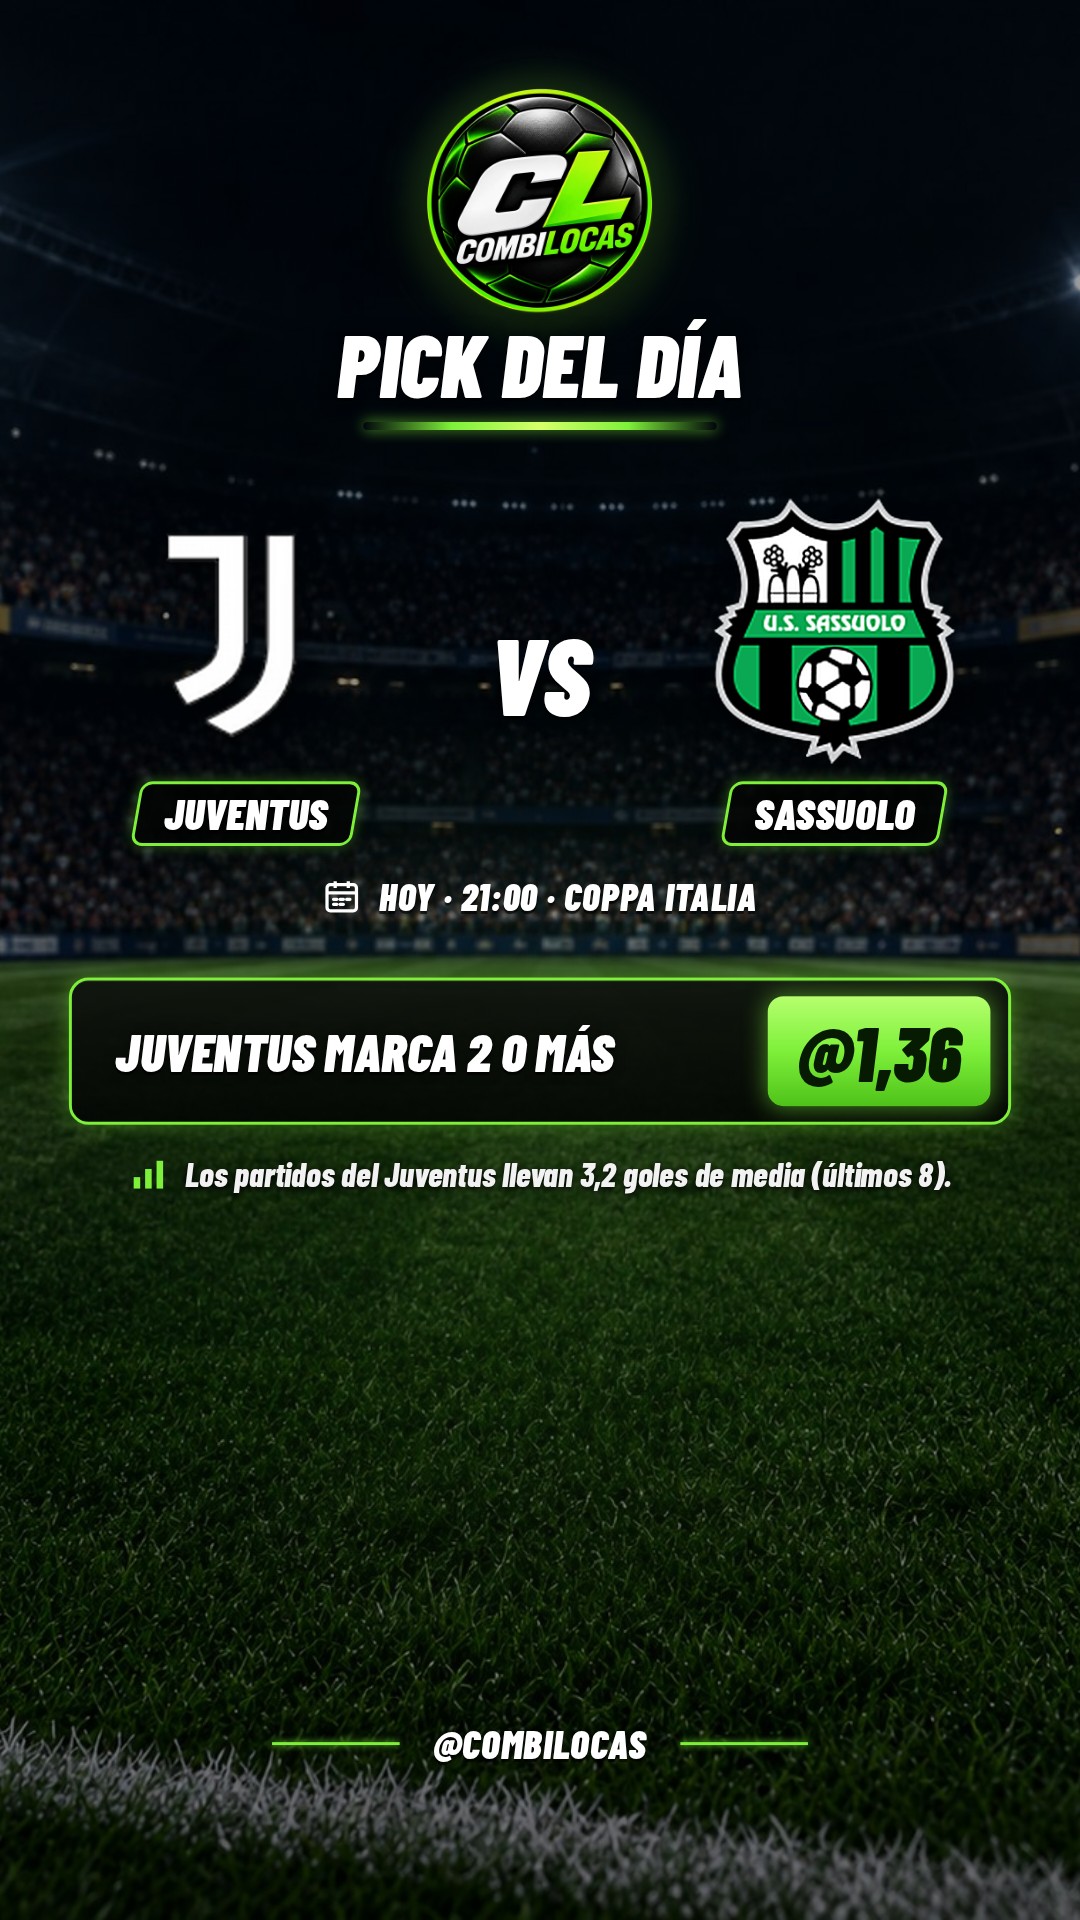 CL
COMBILOCAS
PICK DEL DÍA
U.S. SASSUOLO
VS
JUVENTUS
SASSUOLO
HOY · 21:00 · COPPA ITALIA
JUVENTUS MARCA 2 O MÁS
@1,36
Los partidos del Juventus llevan 3,2 goles de media (últimos 8).
@COMBILOCAS